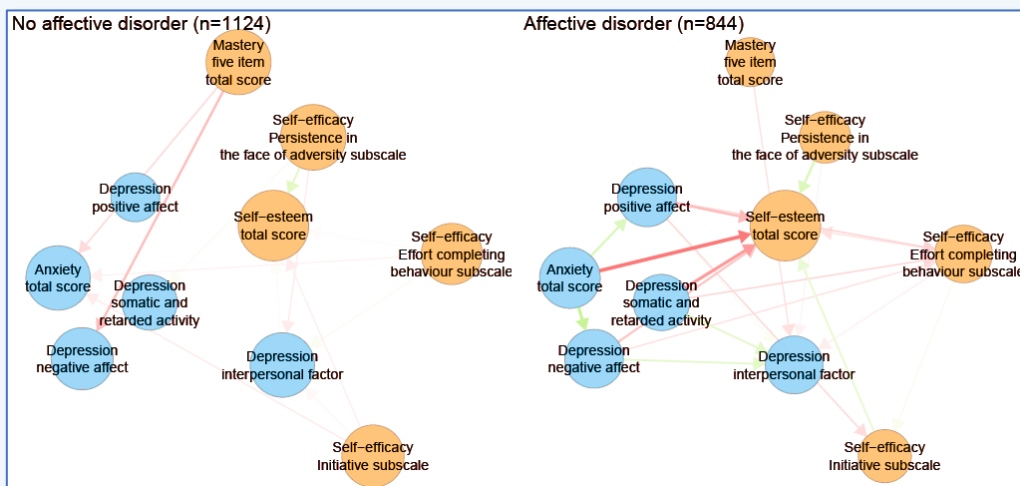 No affective disorder (n=1124)
Mastery
five item
total score
Self−efficacy
Persistence in
the face of adversity subscale
Depression
positive affect
Self−esteem
total score
Self−efficacy
Effort completing
behaviour subscale
Anxiety
total score
Depression
somatic and
retarded activity
Depression
negative affect
Depression
interpersonal factor
Self−efficacy
Initiative subscale
Affective disorder (n=844)
Mastery
five item
total score
Self−efficacy
Persistence in
the face of adversity subscale
Depression
positive affect
Self−esteem
total score
Self−efficacy
Effort completing
behaviour subscale
Anxiety
total score
Depression
somatic and
retarded activity
Depression
negative affect
Depression
interpersonal factor
Self−efficacy
Initiative subscale